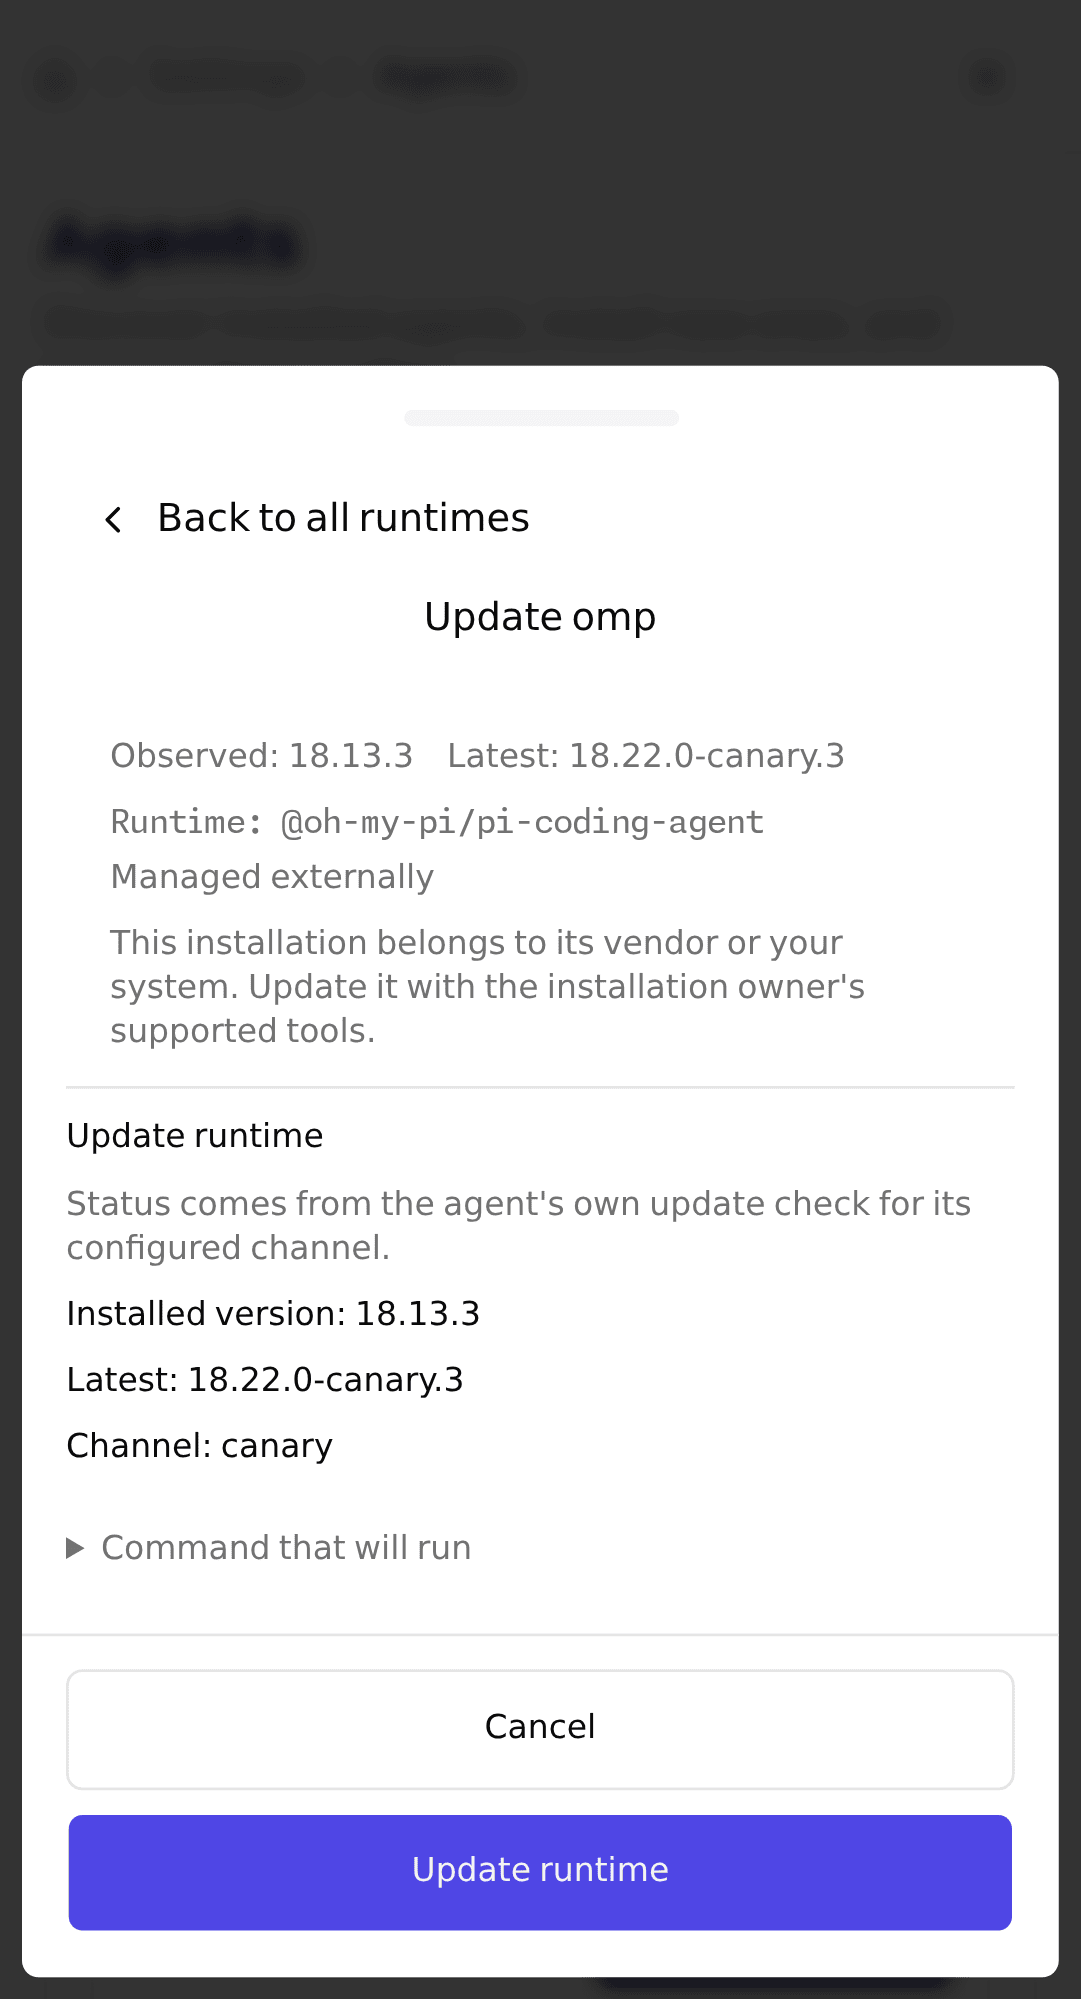 Agents
Agents
Back to all runtimes
Update omp
Observed: 18.13.3 Latest: 18.22.0-canary.3
Runtime: @oh-my-pi/pi-coding-agent
Managed externally
This installation belongs to its vendor or your
system. Update it with the installation owner's
supported tools.
Update runtime
Status comes from the agent's own update check for its
configured channel.
Installed version: 18.13.3
Latest: 18.22.0-canary.3
Channel: canary
Command that will run
Cancel
Update runtime